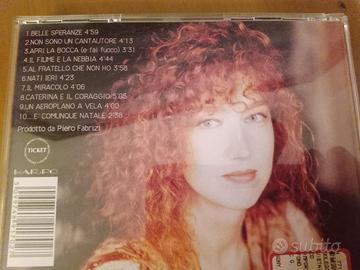 1 BELLE SPERANZE 4'59
2 NON SONO UN CANTAUTORE 4'13
3 APRI LA BOCCA (e fai fuoco) 3'31
4 IL FIUME E LA NEBBIA 4'44
5 AL FRATELLO CHE NON HO 3'58
6 NATI IERI 4'23
7 IL MIRACOLO 4'06
8 CATERINA E IL CORAGGIO 5'05
9 UN AEROPLANO A VELA 4'00
10 ...E' COMUNQUE NATALE 2'38
Prodotto da Piero Fabrizi
TICKET
subito